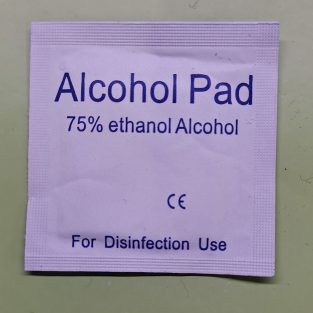 Alcohol Pad
75% ethanol Alcohol
CE
For Disinfection Use